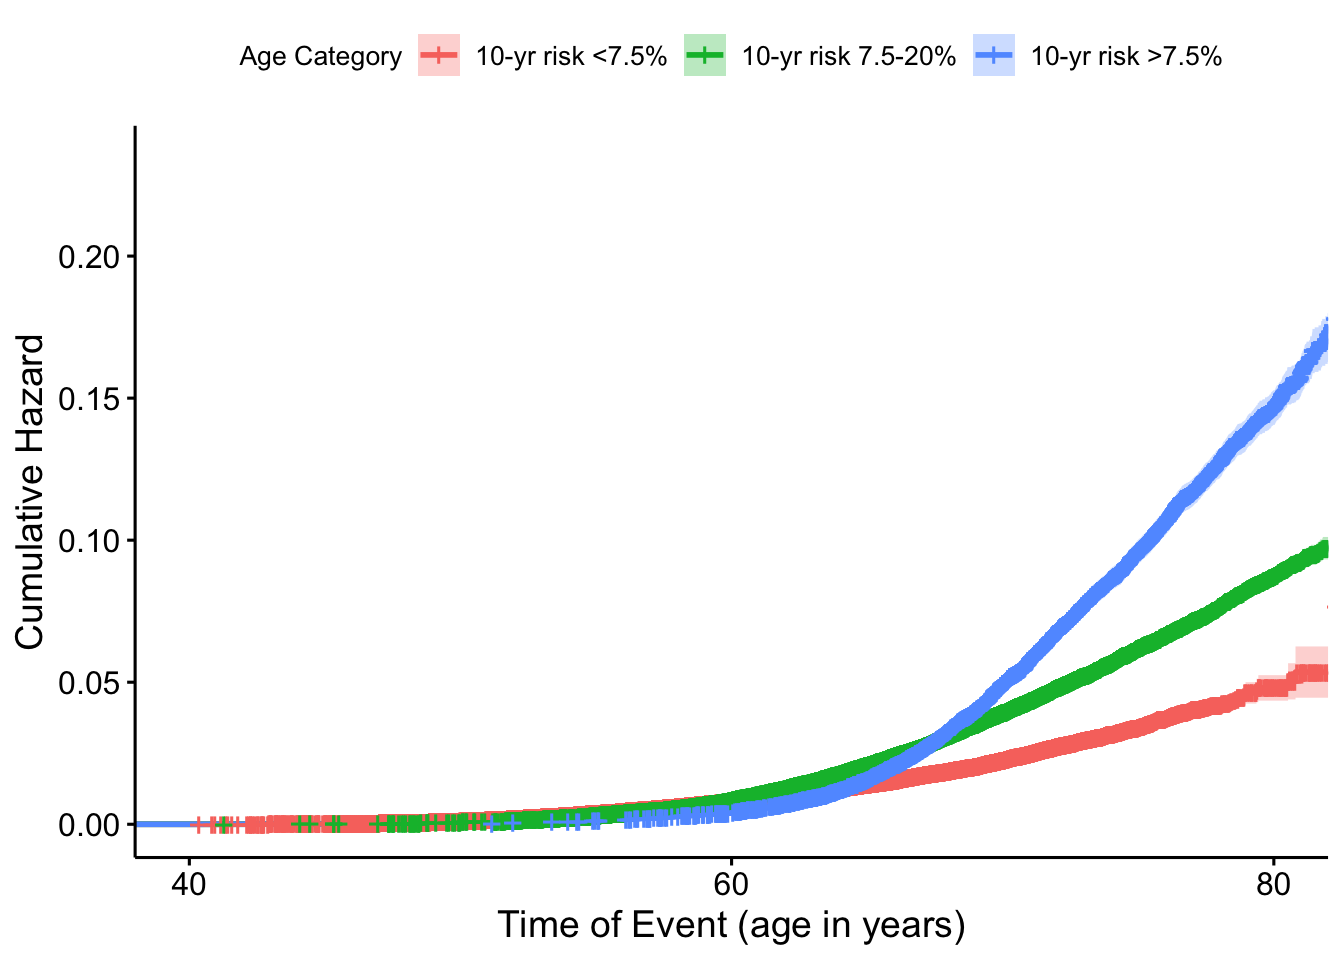 Age Category 10-yr risk <7.5% 10-yr risk 7.5-20% 10-yr risk >7.5%
0.20
0.15
0.10
0.05
0.00
Cumulative Hazard
40 60 80
Time of Event (age in years)